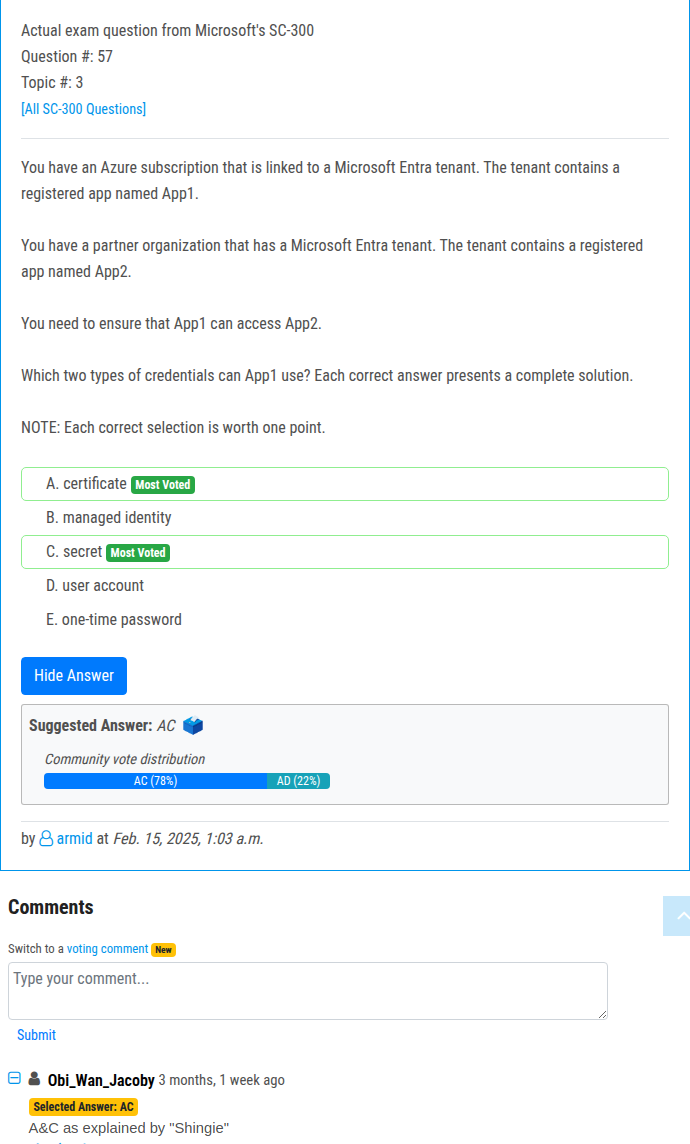 Actual exam question from Microsoft's SC-300
Question #: 57
Topic #: 3
[All SC-300 Questions]
You have an Azure subscription that is linked to a Microsoft Entra tenant. The tenant contains a
registered app named App1.
You have a partner organization that has a Microsoft Entra tenant. The tenant contains a registered
app named App2.
You need to ensure that App1 can access App2.
Which two types of credentials can App1 use? Each correct answer presents a complete solution.
NOTE: Each correct selection is worth one point.
A. certificate Most Voted
B. managed identity
C. secret Most Voted
D. user account
E. one-time password
Hide Answer
Suggested Answer: AC
Community vote distribution
AC (78%) AD (22%)
by armid at Feb. 15, 2025, 1:03 a.m.
Comments
Switch to a voting comment New
Type your comment...
Submit
Obi_Wan_Jacoby 3 months, 1 week ago
Selected Answer: AC
A&C as explained by "Shingie"